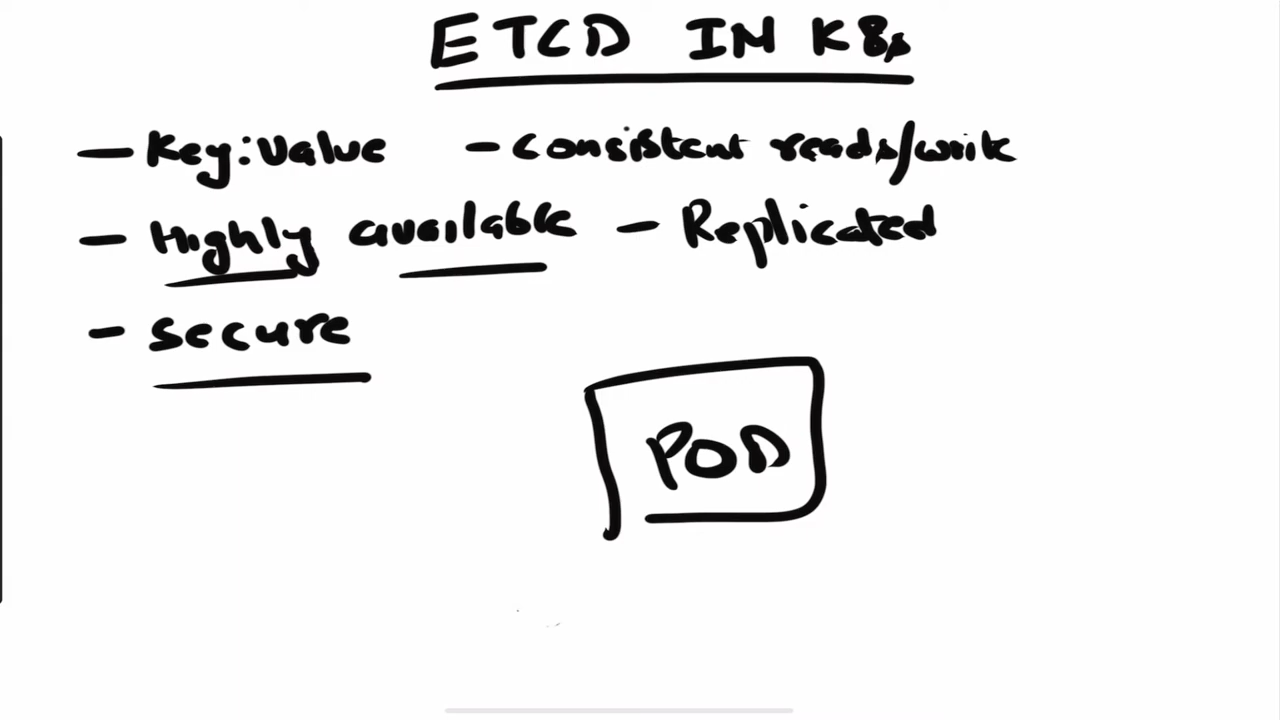 ETCD IN K8s
- Key:Value - Consistent reads/write
- Highly available - Replicated
- Secure
POD